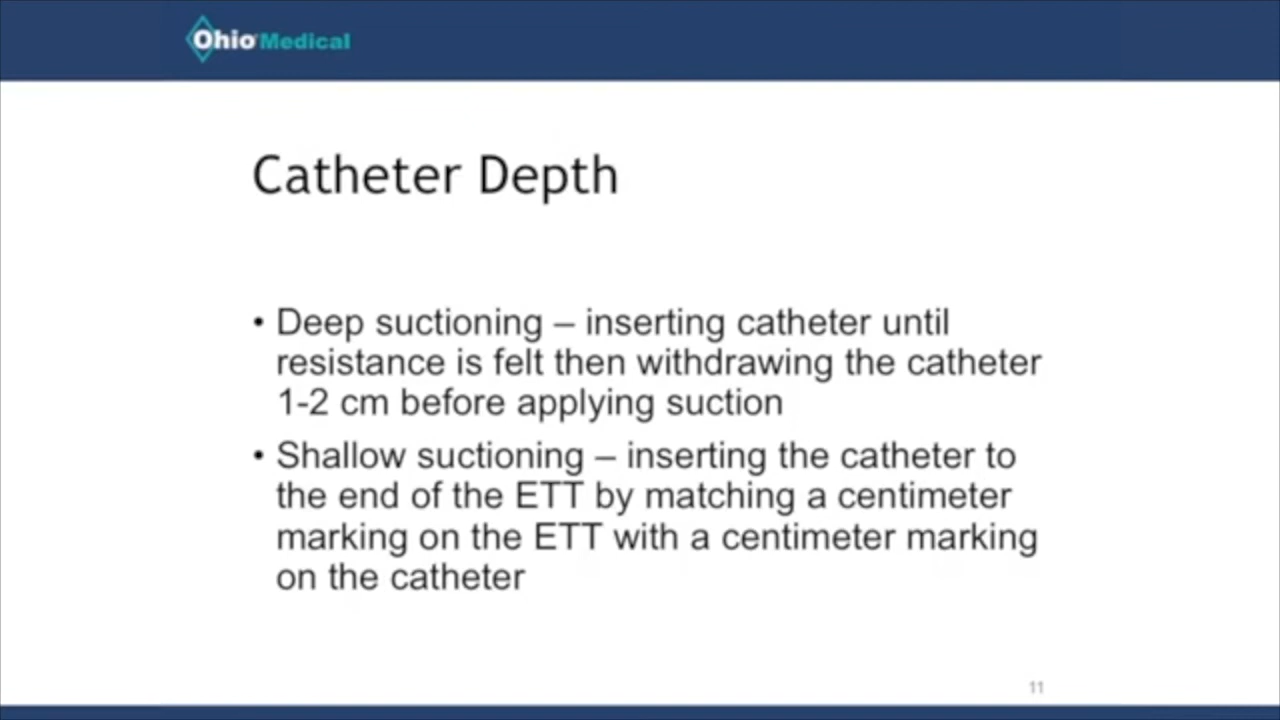 Ohio Medical
Catheter Depth
• Deep suctioning – inserting catheter until
resistance is felt then withdrawing the catheter
1-2 cm before applying suction
• Shallow suctioning – inserting the catheter to
the end of the ETT by matching a centimeter
marking on the ETT with a centimeter marking
on the catheter
11